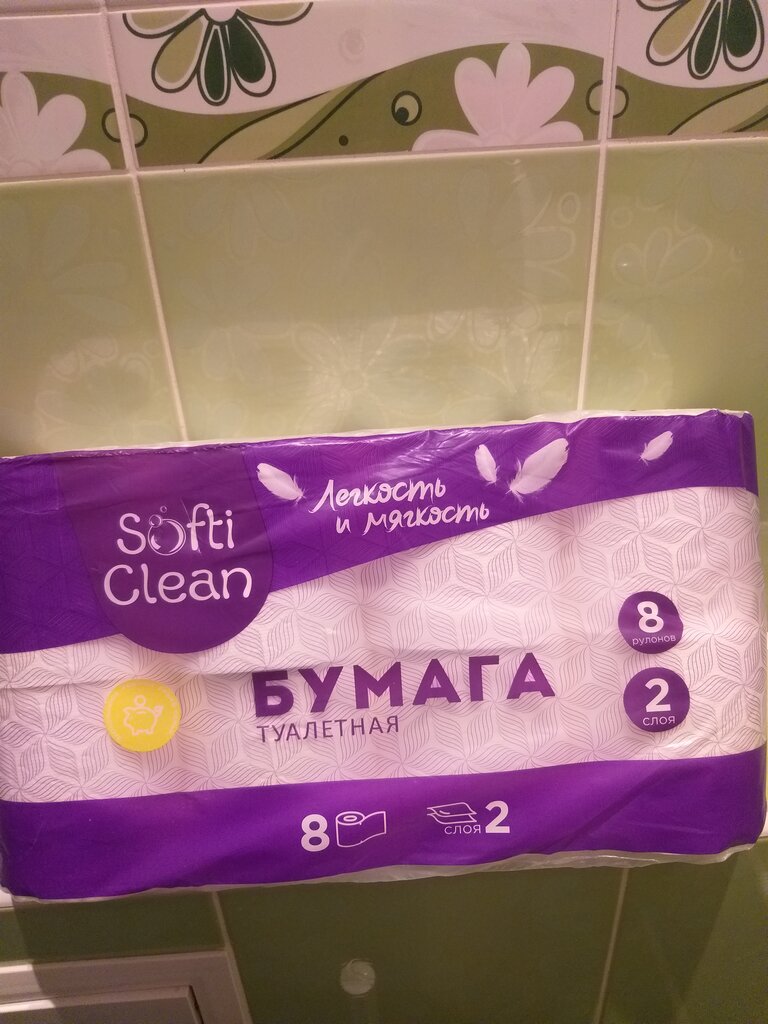 Легкость
и мягкость
Softi
Clean
8
рулонов
БУМАГА
ТУАЛЕТНАЯ
2
СЛОЯ
8
СЛОЯ 2